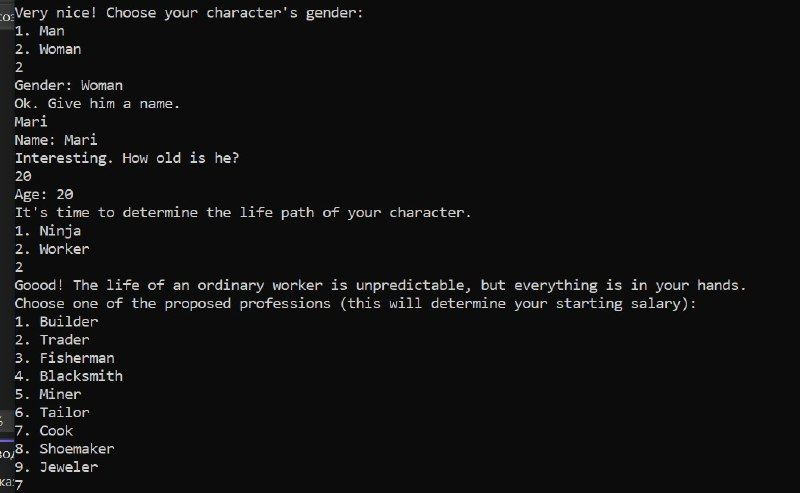 Very nice! Choose your character's gender:
1. Man
2. Woman
2
Gender: Woman
Ok. Give him a name.
Mari
Name: Mari
Interesting. How old is he?
20
Age: 20
It's time to determine the life path of your character.
1. Ninja
2. Worker
2
Goood! The life of an ordinary worker is unpredictable, but everything is in your hands.
Choose one of the proposed professions (this will determine your starting salary):
1. Builder
2. Trader
3. Fisherman
4. Blacksmith
5. Miner
6. Tailor
7. Cook
8. Shoemaker
9. Jeweler
7